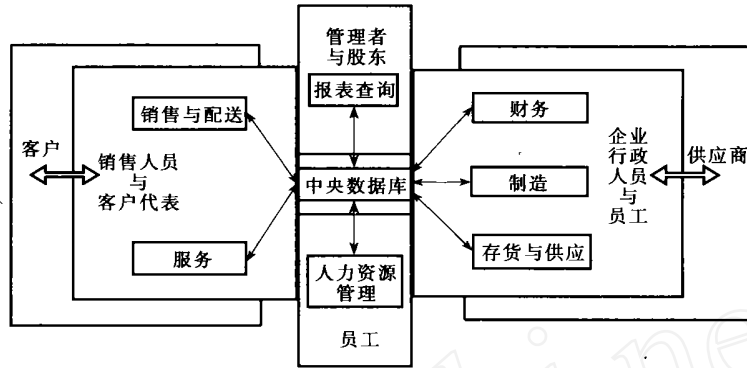 管理者
与股东
报表查询
销售与配送
财务
客户
销售人员
与
客户代表
中央数据库
制造
企业
行政
人员
与
员工
供应商
服务
人力资源
管理
存货与供应
员工